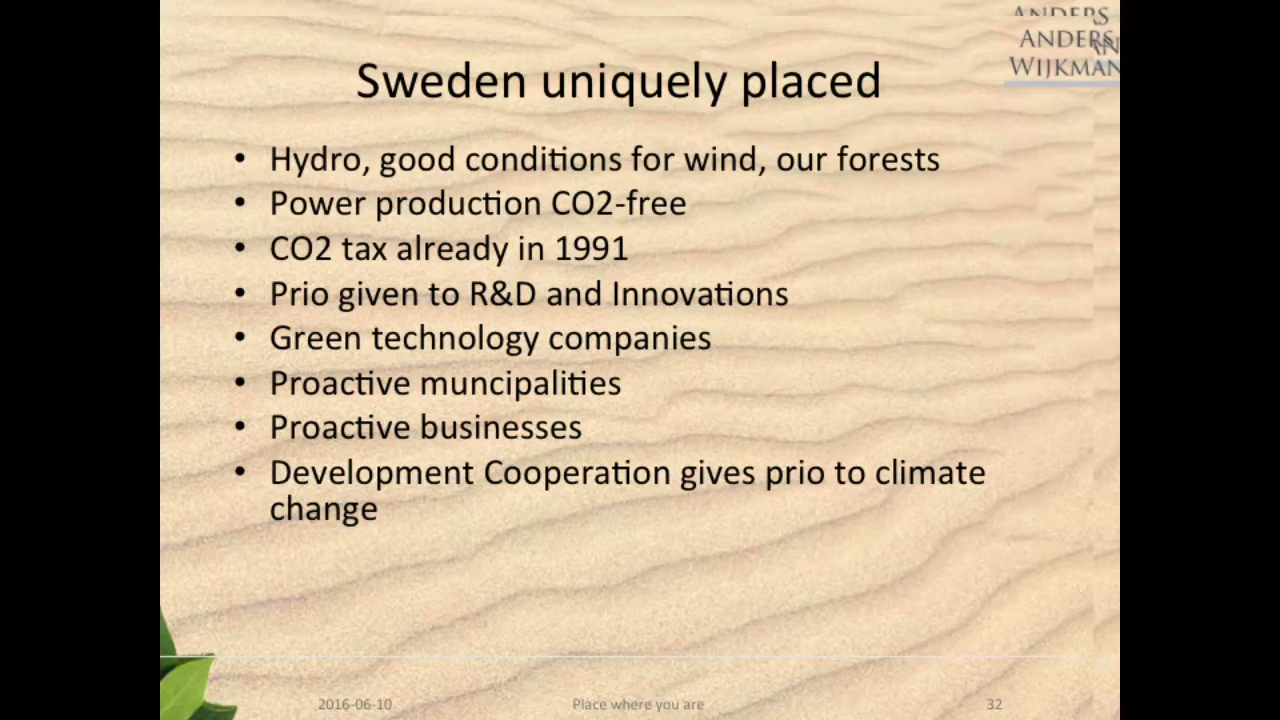 ANDERS
ANDERS
WIJKMAN
Sweden uniquely placed
• Hydro, good conditions for wind, our forests
• Power production CO2-free
• CO2 tax already in 1991
• Prio given to R&D and Innovations
• Green technology companies
• Proactive muncipalities
• Proactive businesses
• Development Cooperation gives prio to climate
change
2016-06-10
Place where you are
32